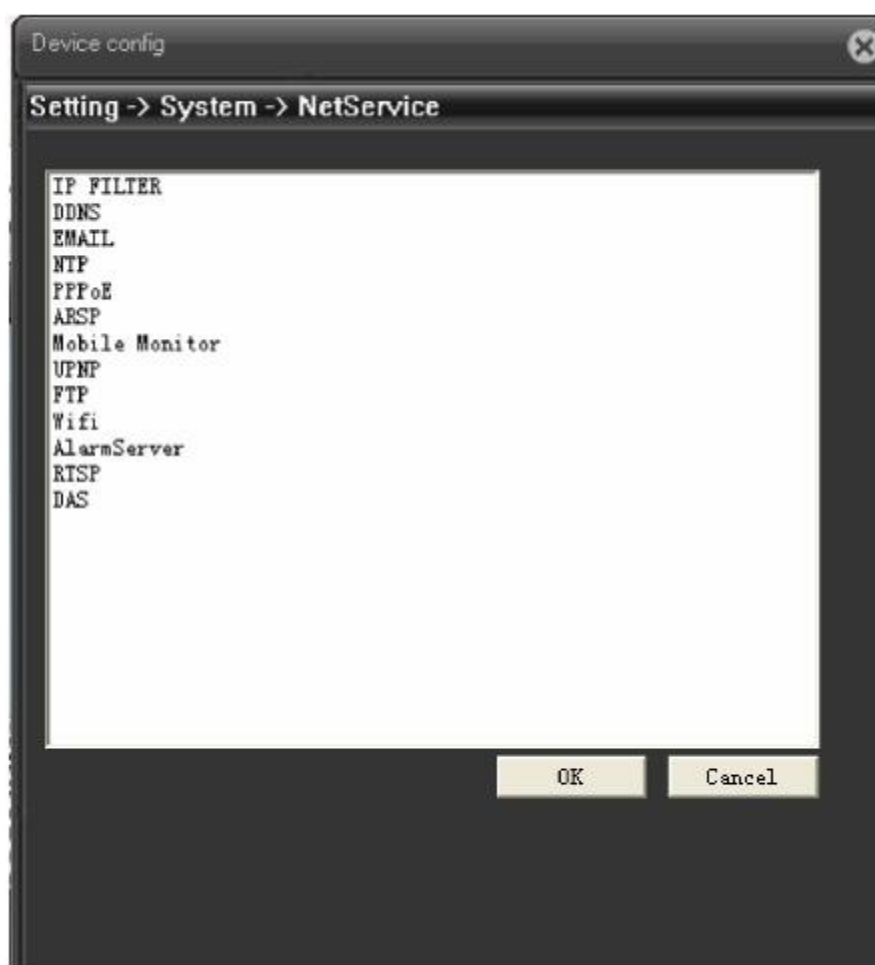 Device config
Setting -> System -> NetService
IP FILTER
DDNS
EMAIL
NTP
PPPoE
ARSP
Mobile Monitor
UPNP
FTP
Wifi
AlarmServer
RTSP
DAS
OK Cancel